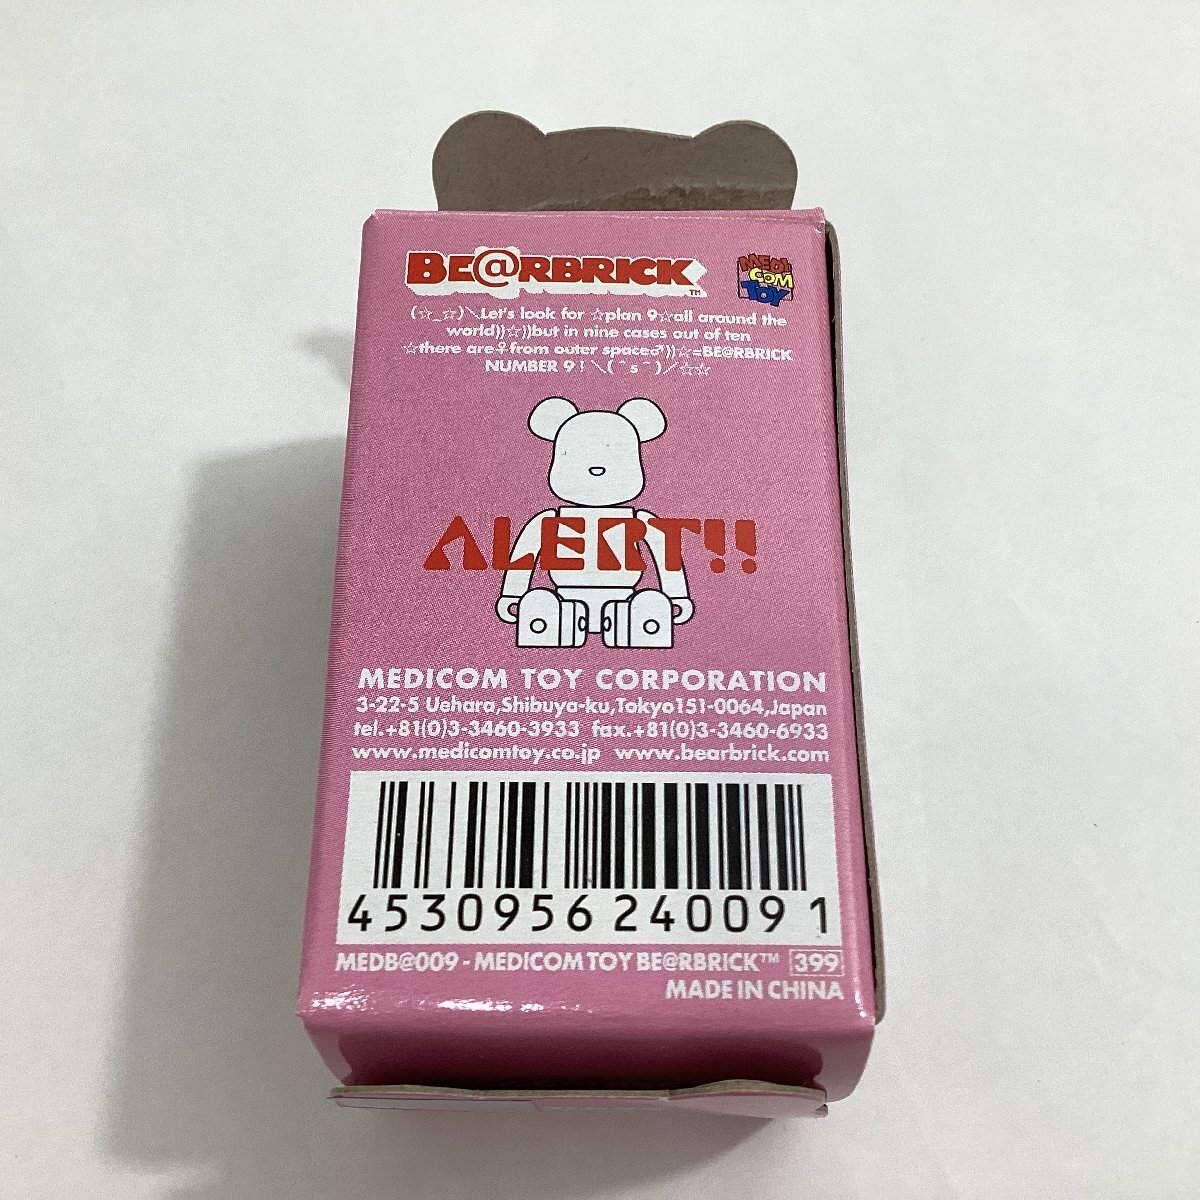 BE@RBRICK™
MEDI
COM
TOY
(☆_☆)＼Let's look for ☆plan 9☆all around the
world))☆))but in nine cases out of ten
☆there are♀from outer space♂))☆=BE@RBRICK
NUMBER 9！＼(＾s＾)／☆☆
ALERT!!
MEDICOM TOY CORPORATION
3-22-5 Uehara,Shibuya-ku,Tokyo151-0064,Japan
tel.+81(0)3-3460-3933 fax.+81(0)3-3460-6933
www.medicomtoy.co.jp www.bearbrick.com
4530956240091
MEDB@009-MEDICOM TOY BE@RBRICK™ 399
MADE IN CHINA